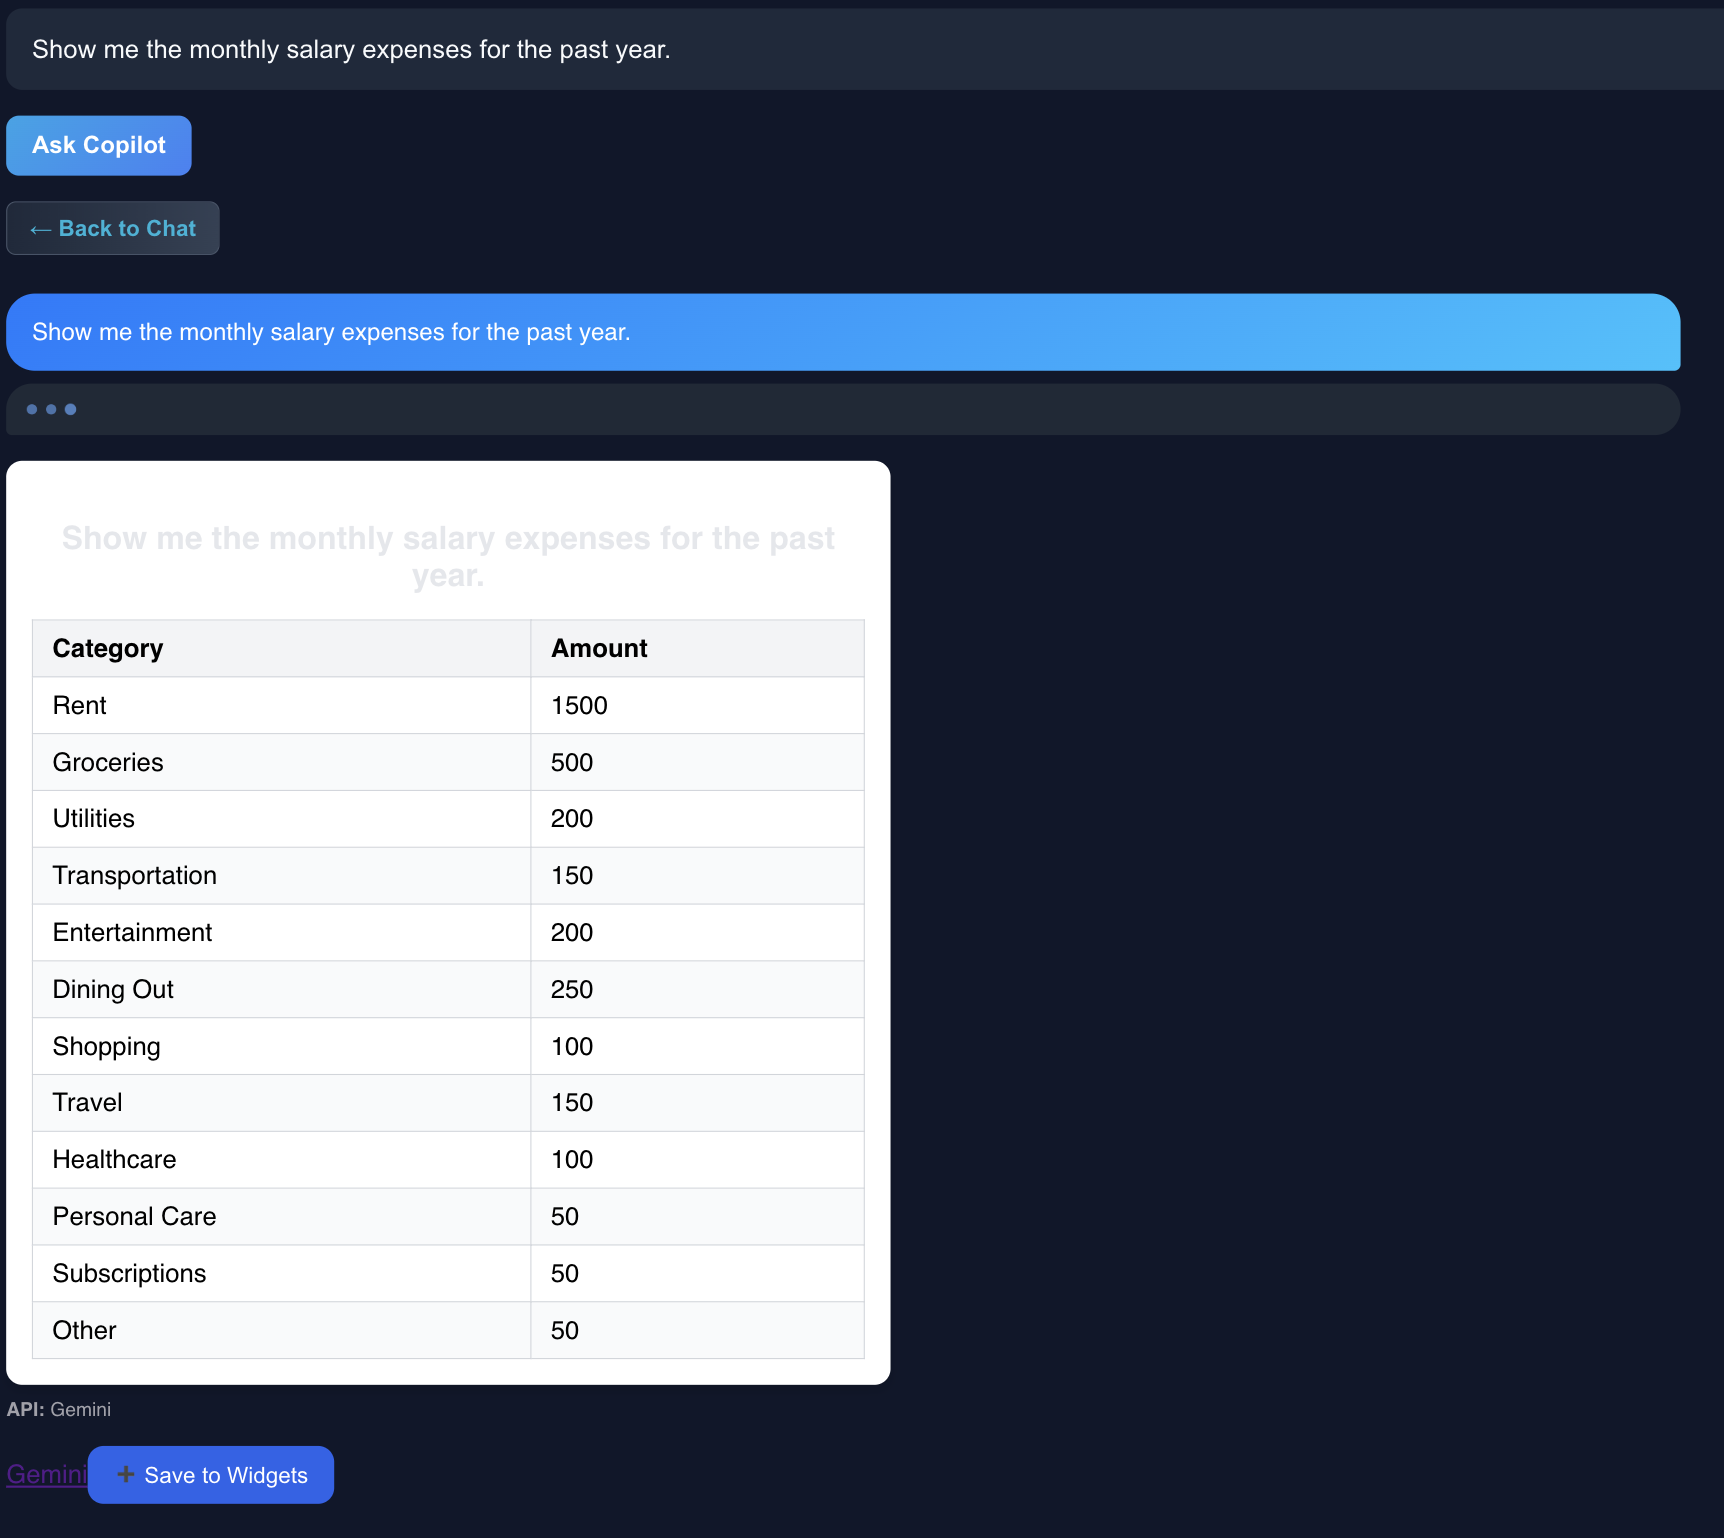 Show me the monthly salary expenses for the past year.
Ask Copilot
← Back to Chat
Show me the monthly salary expenses for the past year.
Show me the monthly salary expenses for the past
year.
Category Amount
Rent 1500
Groceries 500
Utilities 200
Transportation 150
Entertainment 200
Dining Out 250
Shopping 100
Travel 150
Healthcare 100
Personal Care 50
Subscriptions 50
Other 50
API: Gemini
Gemini ➕ Save to Widgets